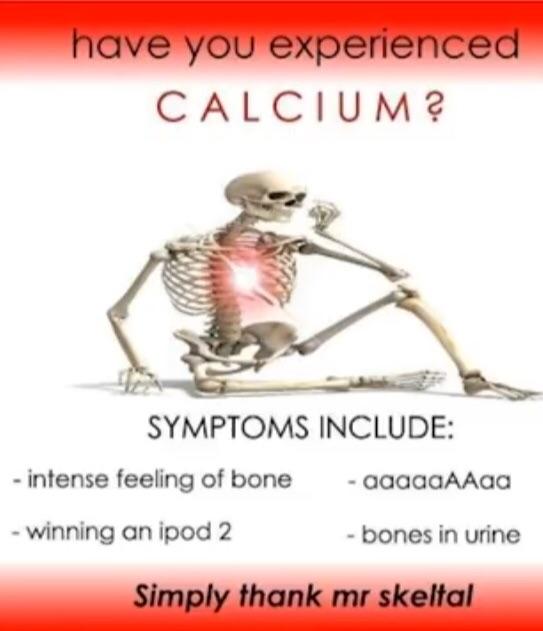 have you experienced
CALCIUM?
SYMPTOMS INCLUDE:
- intense feeling of bone
- aaaaaAAaa
- winning an ipod 2
- bones in urine
Simply thank mr skeltal